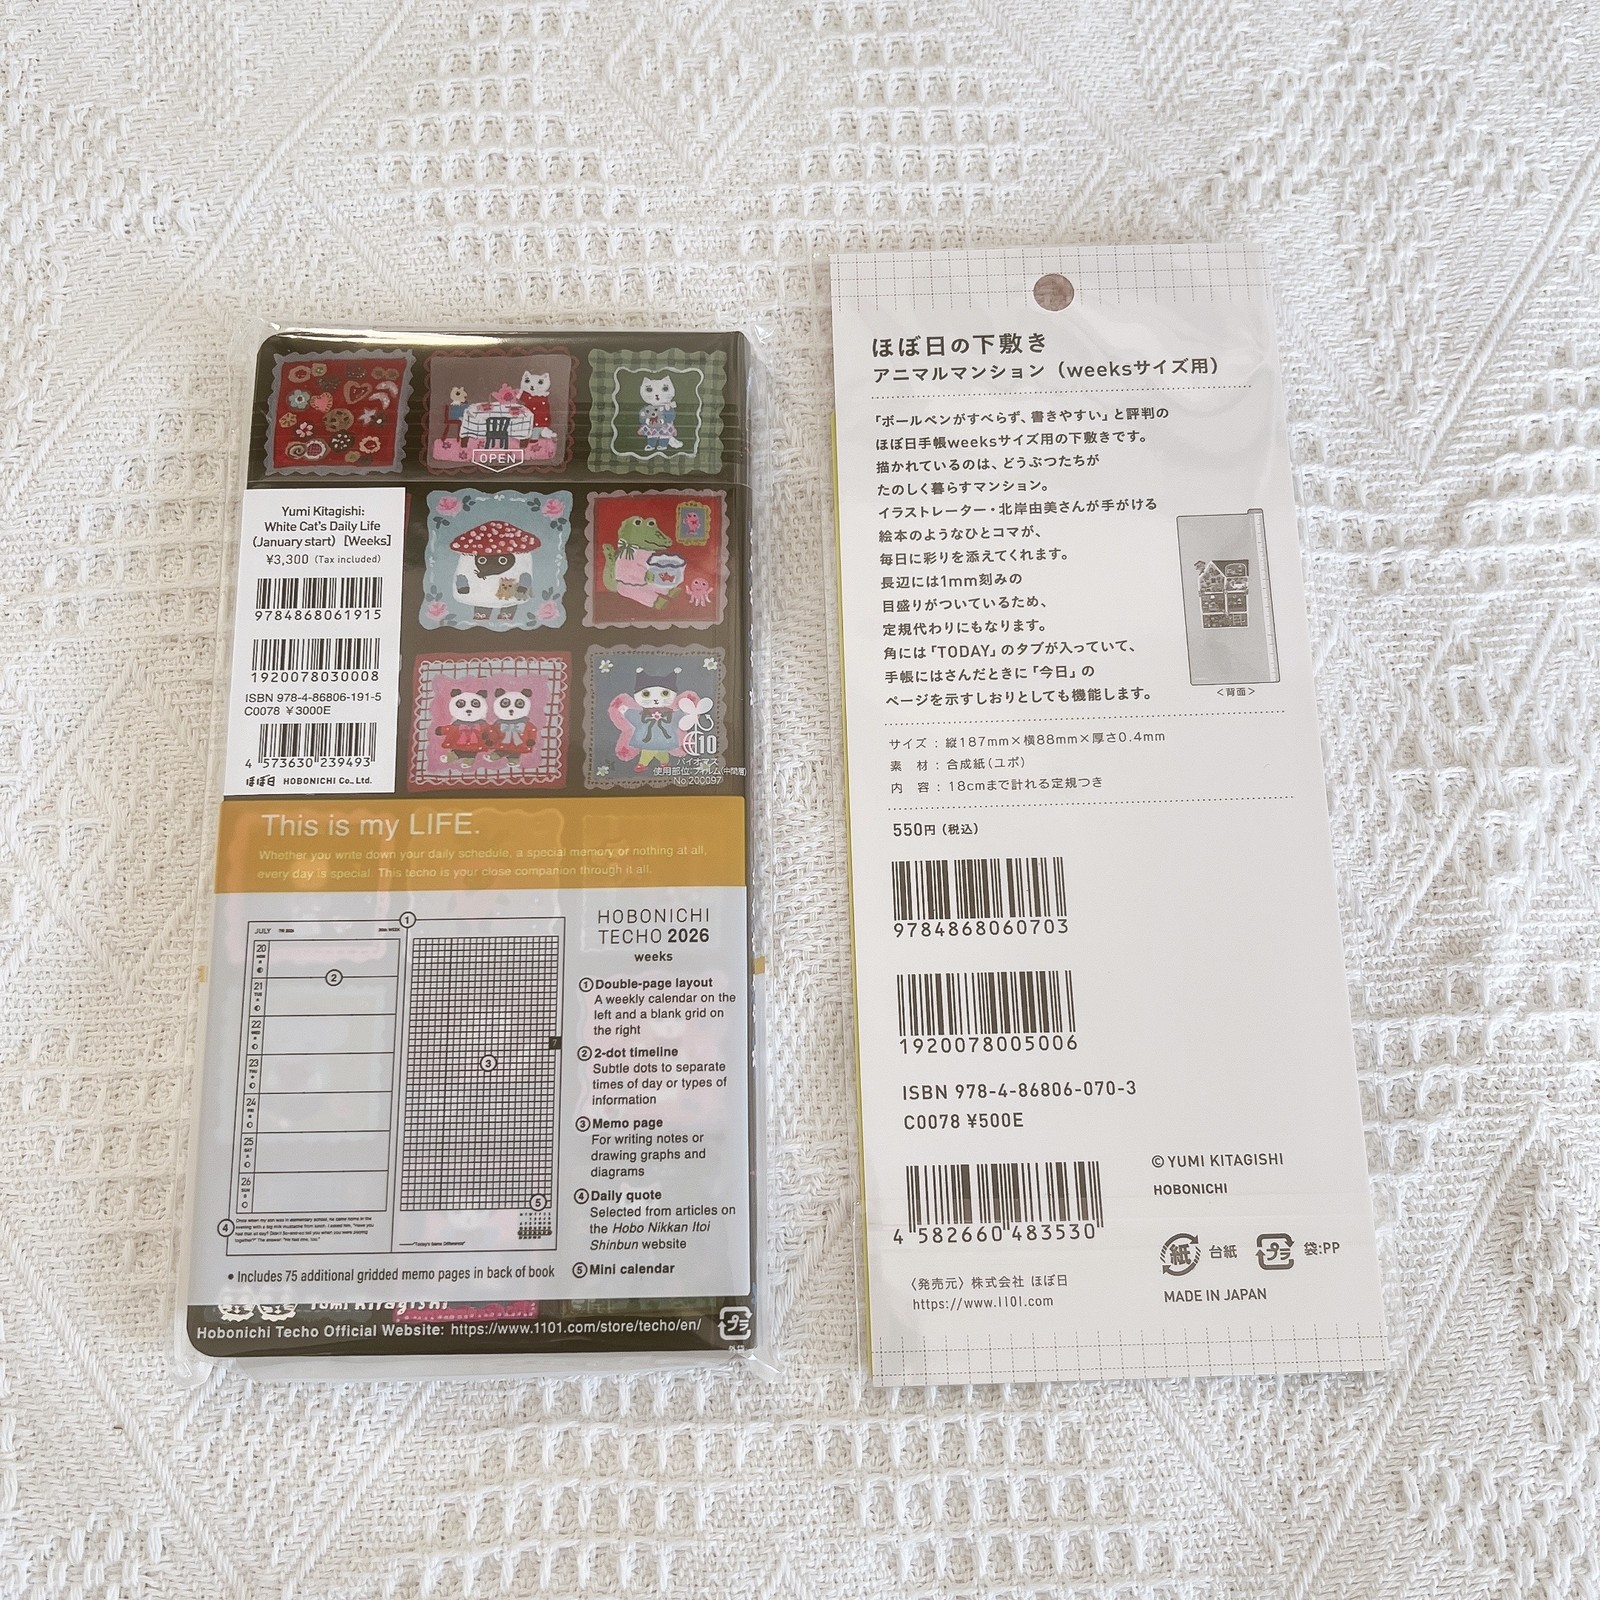 OPEN
Yumi Kitagishi:
White Cat's Daily Life
(January start) [Weeks]
¥3,300 (Tax included)
9784868061915
1920078030008
ISBN 978-4-86806-191-5
C0078 ¥3000E
4 573630 239493
ほぼ日 HOBONICHI Co., Ltd.
10
バイオマス
使用部位:フィルム(中間層)
No.200097
This is my LIFE.
Whether you write down your daily schedule, a special memory or nothing at all,
every day is special. This techo is your close companion through it all.
HOBONICHI
TECHO 2026
weeks
①Double-page layout
A weekly calendar on the
left and a blank grid on
the right
②2-dot timeline
Subtle dots to separate
times of day or types of
information
③Memo page
For writing notes or
drawing graphs and
diagrams
④Daily quote
Selected from articles on
the Hobo Nikkan Itoi
Shinbun website
⑤Mini calendar
JULY
20
21
22
23
24
25
26
①
②
③
④
⑤
7
• Includes 75 additional gridded memo pages in back of book
Yumi Kitagishi
Hobonichi Techo Official Website: https://www.1101.com/store/techo/en/
プラ
外袋
ほぼ日の下敷き
アニマルマンション（weeksサイズ用）
「ボールペンがすべらず、書きやすい」と評判の
ほぼ日手帳weeksサイズ用の下敷きです。
描かれているのは、どうぶつたちが
たのしく暮らすマンション。
イラストレーター・北岸由美さんが手がける
絵本のようなひとコマが、
毎日に彩りを添えてくれます。
長辺には1mm刻みの
目盛りがついているため、
定規代わりにもなります。
角には「TODAY」のタブが入っていて、
手帳にはさんだときに「今日」の
ページを示すしおりとしても機能します。
＜背面＞
サイズ：縦187mm×横88mm×厚さ0.4mm
素 材：合成紙（ユポ）
内 容：18cmまで計れる定規つき
550円（税込）
9784868060703
1920078005006
ISBN 978-4-86806-070-3
C0078 ¥500E
4 582660 483530
©YUMI KITAGISHI
HOBONICHI
紙 台紙 プラ 袋:PP
〈発売元〉株式会社 ほぼ日
https://www.1101.com
MADE IN JAPAN